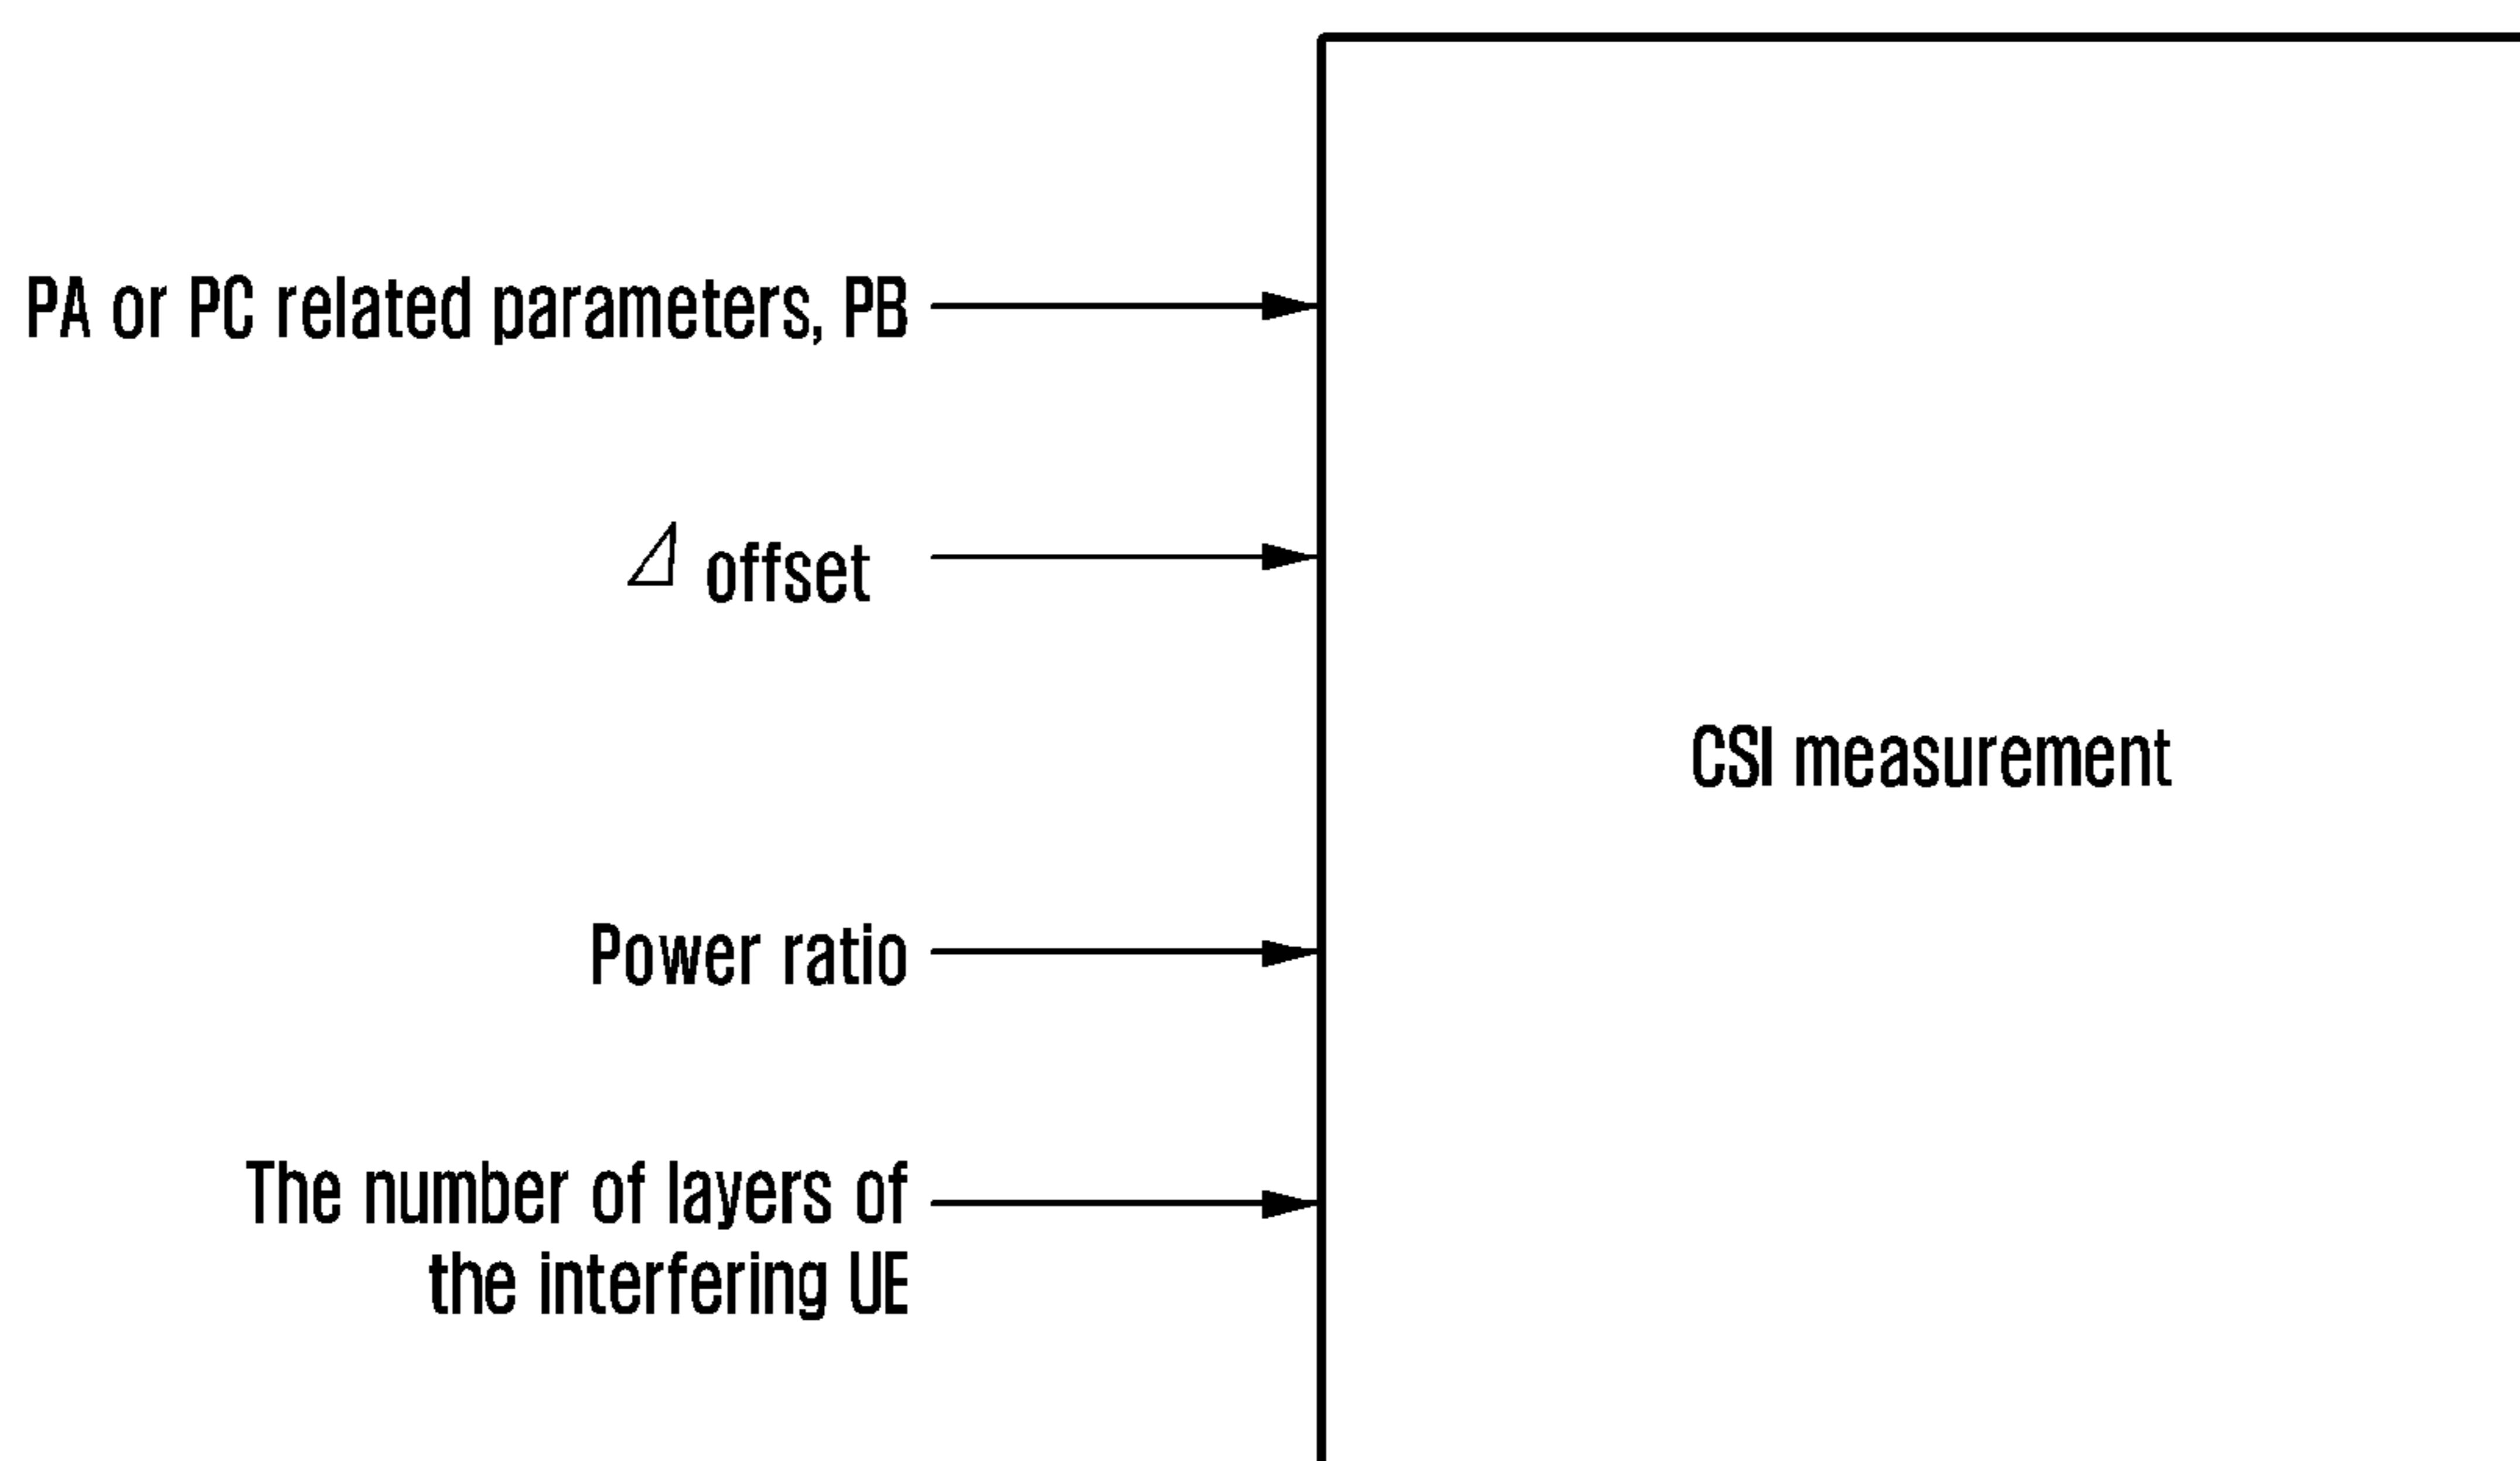 PA or PC related parameters, PB
Δ offset
CSI measurement
Power ratio
The number of layers of
the interfering UE